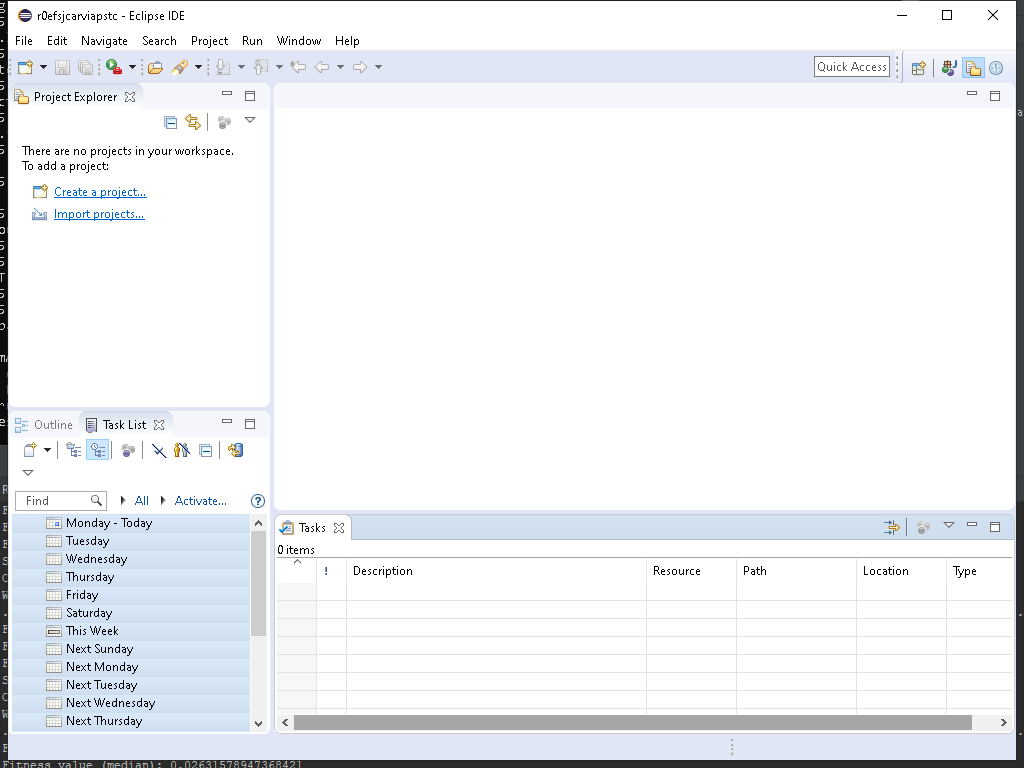 r0efsjcarviapstc - Eclipse IDE
File Edit Navigate Search Project Run Window Help
Quick Access
Project Explorer
There are no projects in your workspace.
To add a project:
Create a project...
Import projects...
Outline Task List
Find All Activate...
Monday - Today
Tuesday
Wednesday
Thursday
Friday
Saturday
This Week
Next Sunday
Next Monday
Next Tuesday
Next Wednesday
Next Thursday
Tasks
0 items
! Description Resource Path Location Type
Fitness value (median): 0.02631578947368421